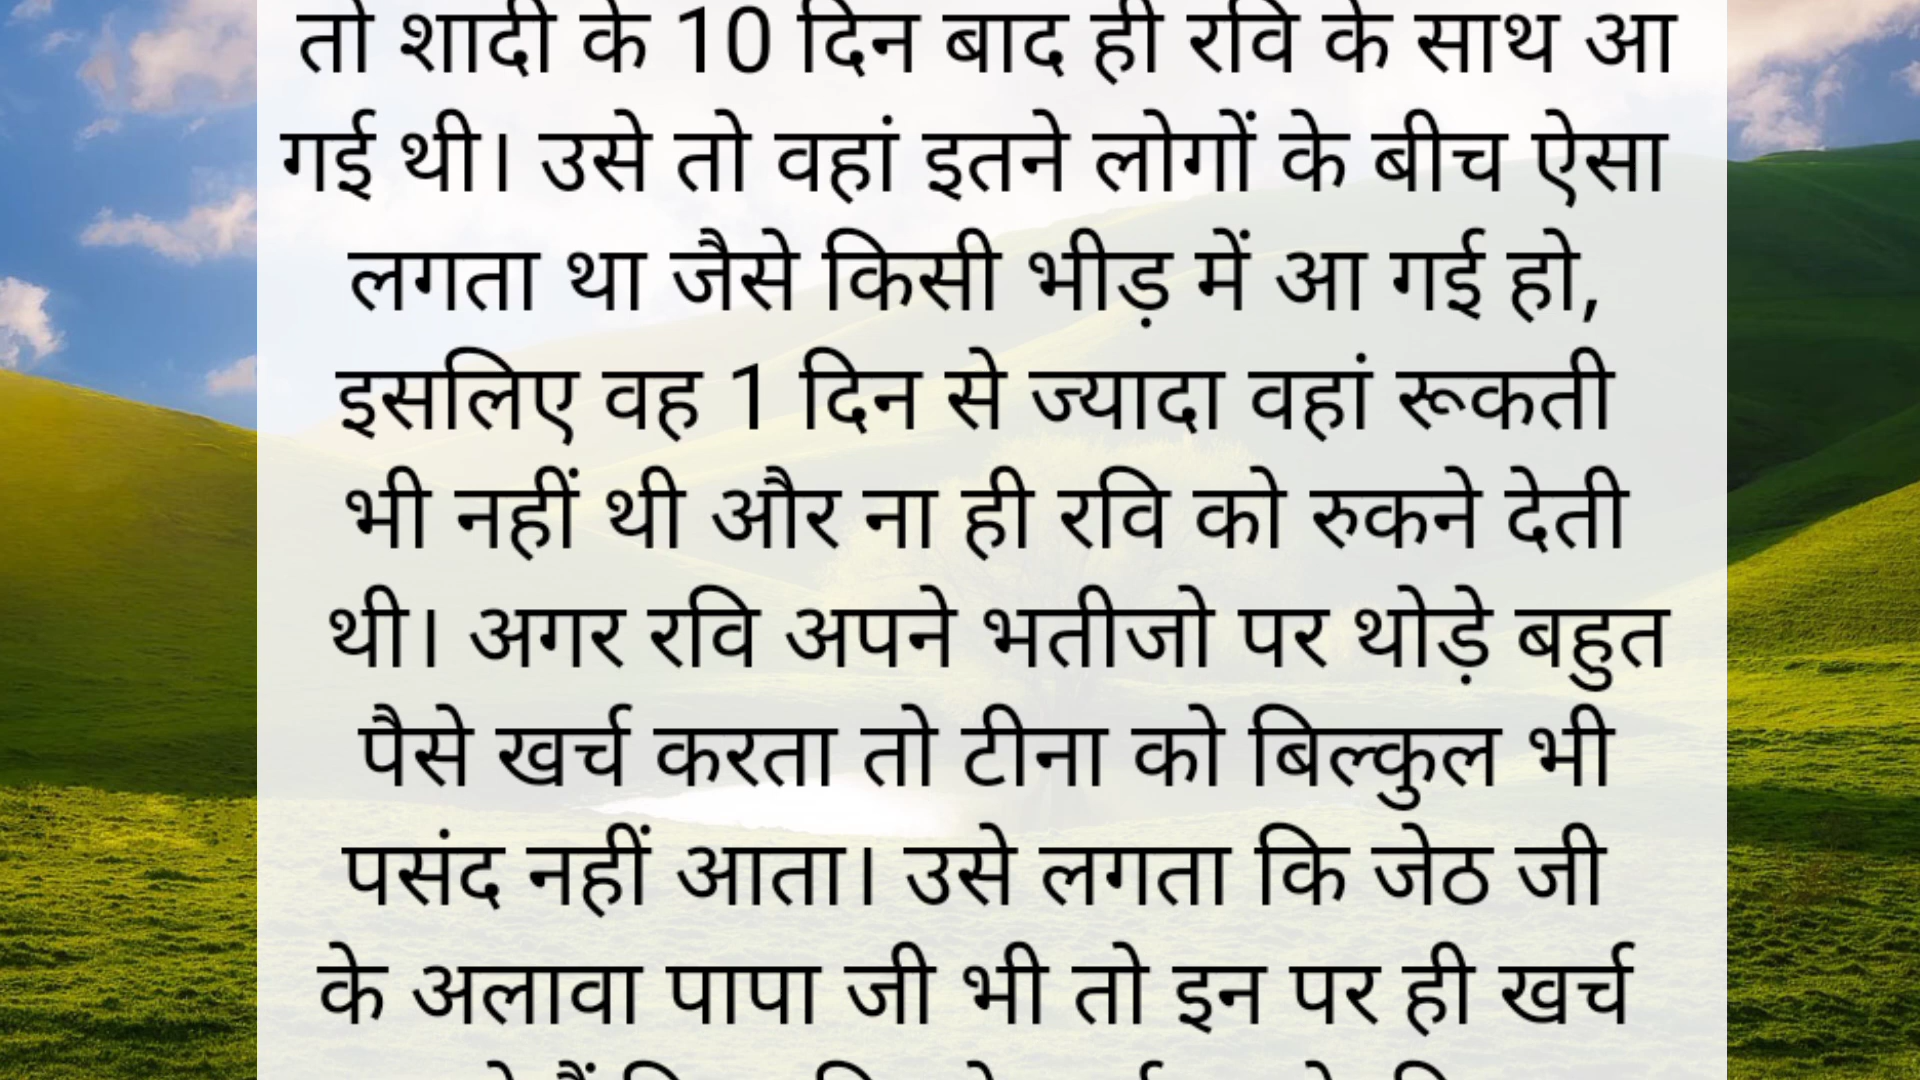 तो शादी के 10 दिन बाद ही रवि के साथ आ
गई थी। उसे तो वहां इतने लोगों के बीच ऐसा
लगता था जैसे किसी भीड़ में आ गई हो,
इसलिए वह 1 दिन से ज्यादा वहां रूकती
भी नहीं थी और ना ही रवि को रुकने देती
थी। अगर रवि अपने भतीजो पर थोड़े बहुत
पैसे खर्च करता तो टीना को बिल्कुल भी
पसंद नहीं आता। उसे लगता कि जेठ जी
के अलावा पापा जी भी तो इन पर ही खर्च